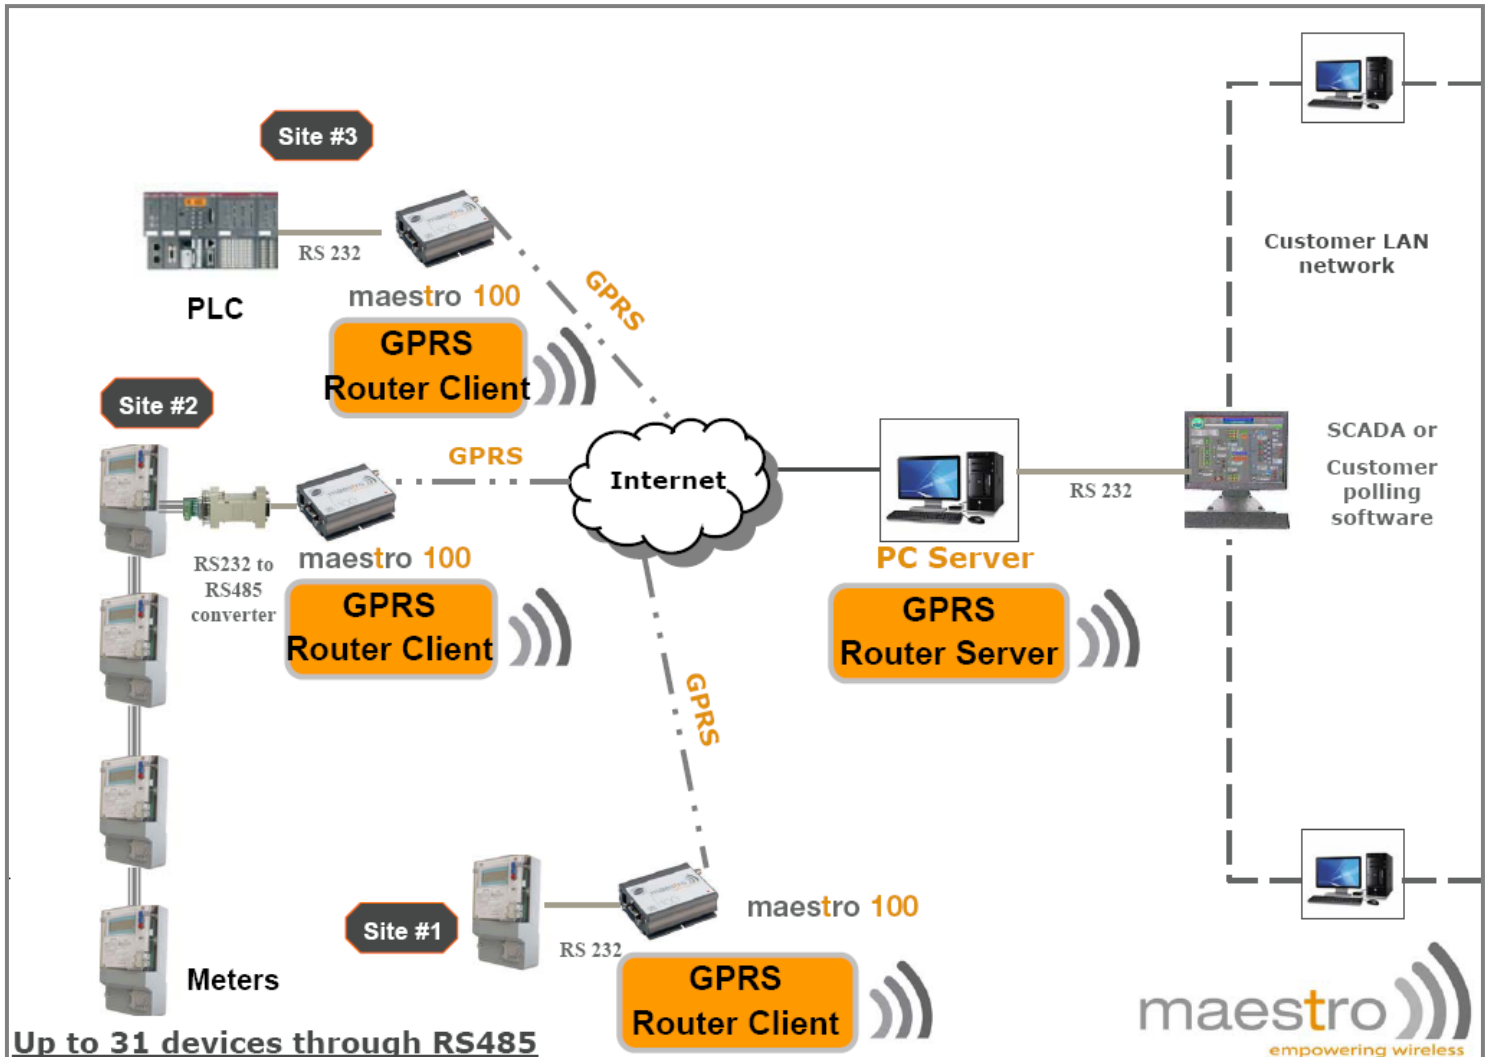 Site #3
RS 232
PLC
maestro 100
GPRS
Router Client
GPRS
Customer LAN
network
Site #2
GPRS
Internet
RS232 to
RS485
converter
maestro 100
GPRS
Router Client
PC Server
GPRS
Router Server
RS 232
SCADA or
Customer
polling
software
GPRS
Site #1
RS 232
maestro 100
GPRS
Router Client
Meters
Up to 31 devices through RS485
maestro
empowering wireless
maestro
maestro
maestro